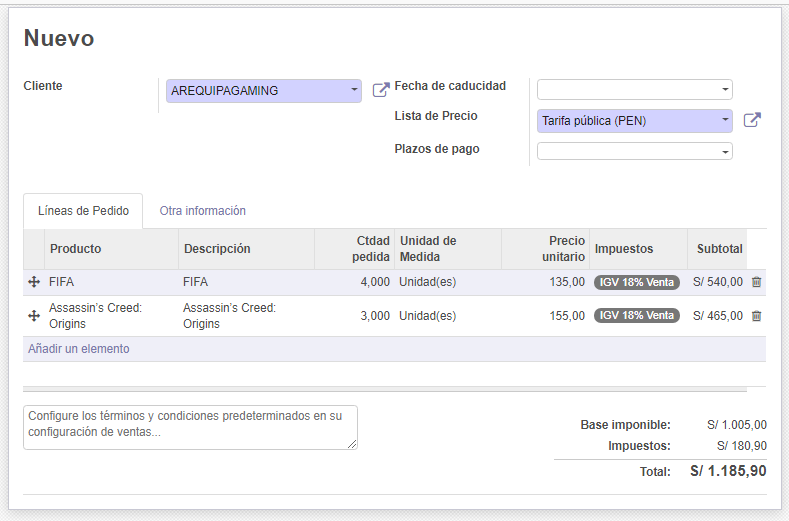 Nuevo
Cliente
AREQUIPAGAMING
Fecha de caducidad
Lista de Precio
Tarifa pública (PEN)
Plazos de pago
Líneas de Pedido Otra información
Producto Descripción Ctdad pedida Unidad de Medida Precio unitario Impuestos Subtotal
FIFA FIFA 4,000 Unidad(es) 135,00 IGV 18% Venta S/ 540,00
Assassin's Creed: Origins Assassin's Creed: Origins 3,000 Unidad(es) 155,00 IGV 18% Venta S/ 465,00
Añadir un elemento
Configure los términos y condiciones predeterminados en su
configuración de ventas...
Base imponible: S/ 1.005,00
Impuestos: S/ 180,90
Total: S/ 1.185,90